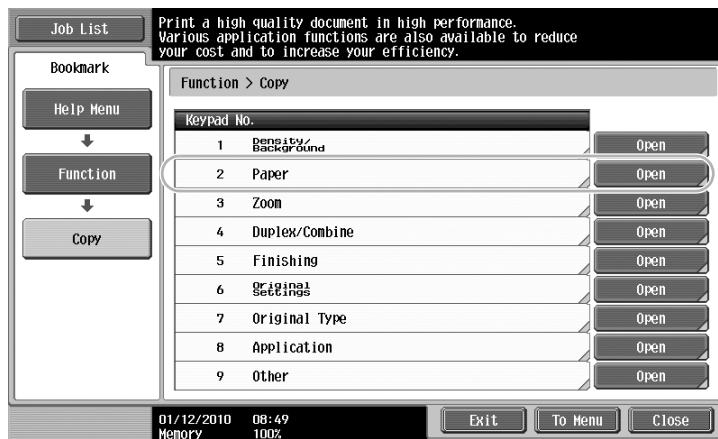 Job List
Print a high quality document in high performance.
Various application functions are also available to reduce
your cost and to increase your efficiency.
Bookmark
Help Menu
Function
Copy
Function > Copy
Keypad No.
1 Density/ Background Open
2 Paper Open
3 Zoom Open
4 Duplex/Combine Open
5 Finishing Open
6 Original Settings Open
7 Original Type Open
8 Application Open
9 Other Open
01/12/2010 08:49
Memory 100%
Exit
To Menu
Close